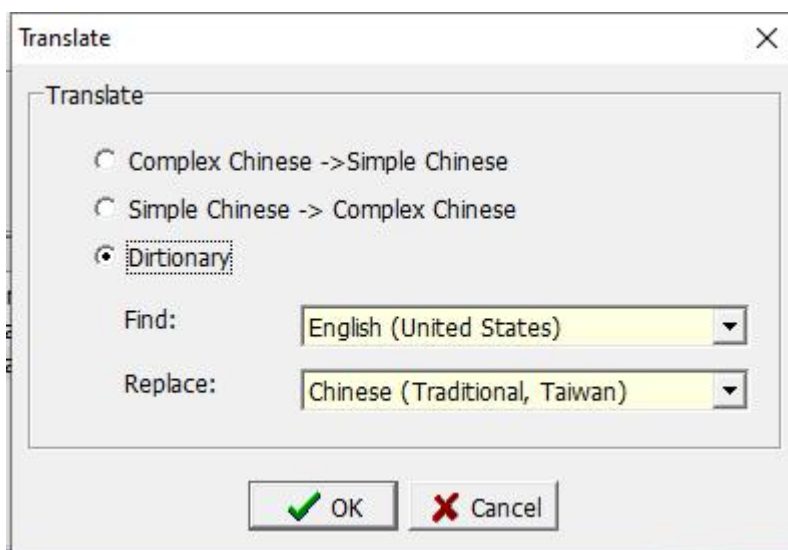 Translate
Translate
Complex Chinese ->Simple Chinese
Simple Chinese -> Complex Chinese
Dirtionary
Find: English (United States)
Replace: Chinese (Traditional, Taiwan)
OK Cancel